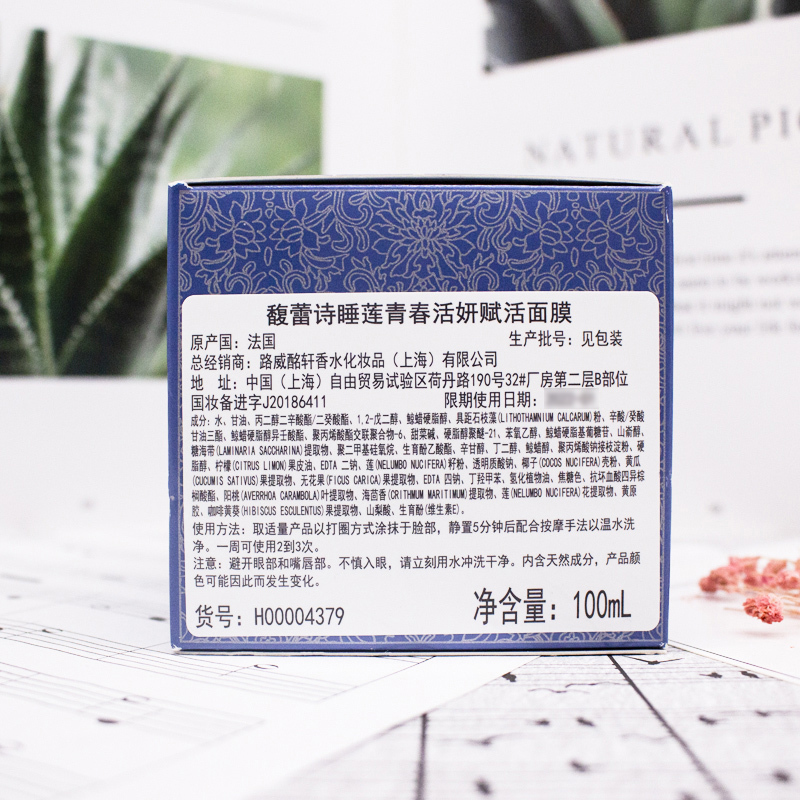 NATURAL PI
馥蕾诗睡莲青春活妍赋活面膜
原产国：法国 生产批号：见包装
总经销商：路威酩轩香水化妆品（上海）有限公司
地 址：中国（上海）自由贸易试验区荷丹路190号32#厂房第二层B部位
国妆备进字J20186411 限期使用日期：
成分：水、甘油、丙二醇二辛酸酯/二癸酸酯、1,2-戊二醇、鲸蜡硬脂醇、具距石枝藻(LITHOTHAMNIUM CALCARUM)粉、辛酸/癸酸
甘油三酯、鲸蜡硬脂醇异壬酸酯、聚丙烯酸酯交联聚合物-6、甜菜碱、硬脂醇聚醚-21、苯氧乙醇、鲸蜡硬脂基葡糖苷、山嵛醇、
糖海带(LAMINARIA SACCHARINA)提取物、聚二甲基硅氧烷、生育酚乙酸酯、辛甘醇、丁二醇、鲸蜡醇、聚丙烯酸钠接枝淀粉、硬
脂醇、柠檬(CITRUS LIMON)果皮油、EDTA 二钠、莲(NELUMBO NUCIFERA)籽粉、透明质酸钠、椰子(COCOS NUCIFERA)壳粉、黄瓜
(CUCUMIS SATIVUS)果提取物、无花果(FICUS CARICA)果提取物、EDTA 四钠、丁羟甲苯、氢化植物油、焦糖色、抗坏血酸四异棕
榈酸酯、阳桃(AVERRHOA CARAMBOLA)叶提取物、海茴香(CRITHMUM MARITIMUM)提取物、莲(NELUMBO NUCIFERA)花提取物、黄原
胶、咖啡黄葵(HIBISCUS ESCULENTUS)果提取物、山梨酸、生育酚(维生素E)。
使用方法：取适量产品以打圈方式涂抹于脸部，静置5分钟后配合按摩手法以温水洗
净。一周可使用2到3次。
注意：避开眼部和嘴唇部。不慎入眼，请立刻用水冲洗干净。内含天然成分，产品颜
色可能因此而发生变化。
货号：H00004379 净含量：100mL